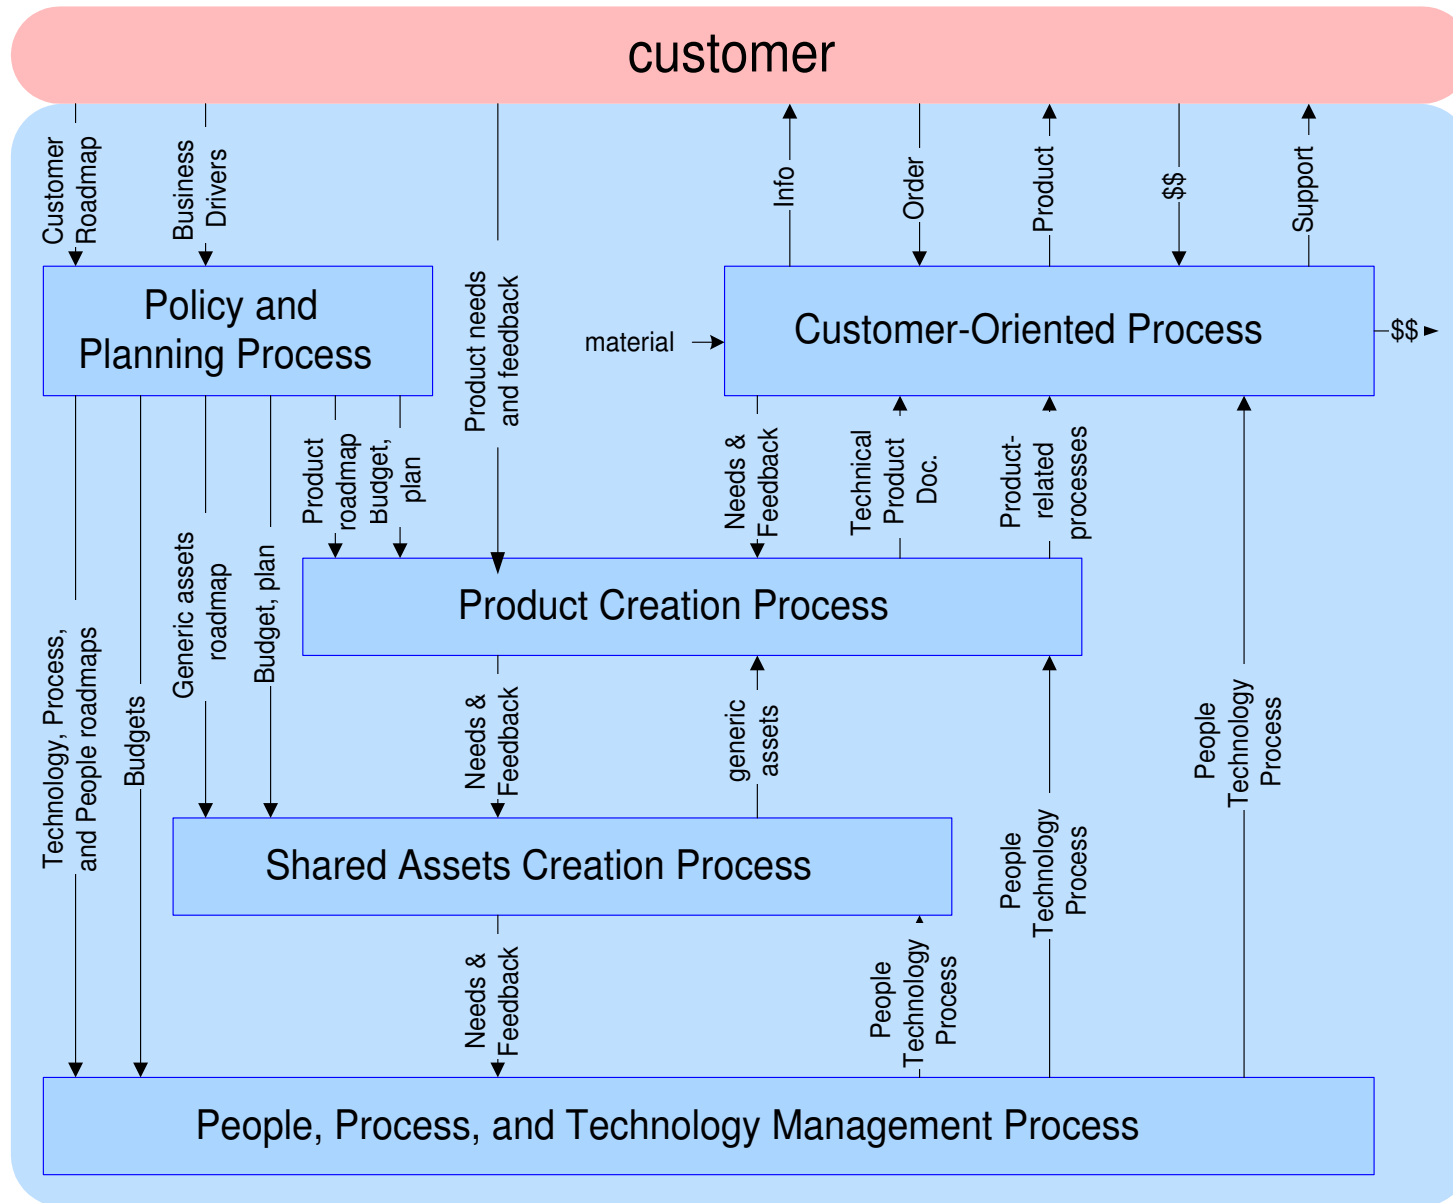 customer
Customer
Roadmap
Business
Drivers
Product needs
and feedback
Info
Order
Product
$$
Support
Policy and
Planning Process
material
Customer-Oriented Process
$$
Technology, Process,
and People roadmaps
Budgets
Generic assets
roadmap
Budget, plan
Product
roadmap
Budget,
plan
Needs &
Feedback
Technical
Product
Doc.
Product-
related
processes
Product Creation Process
Needs &
Feedback
generic
assets
People
Technology
Process
People
Technology
Process
Shared Assets Creation Process
Needs &
Feedback
People
Technology
Process
People, Process, and Technology Management Process